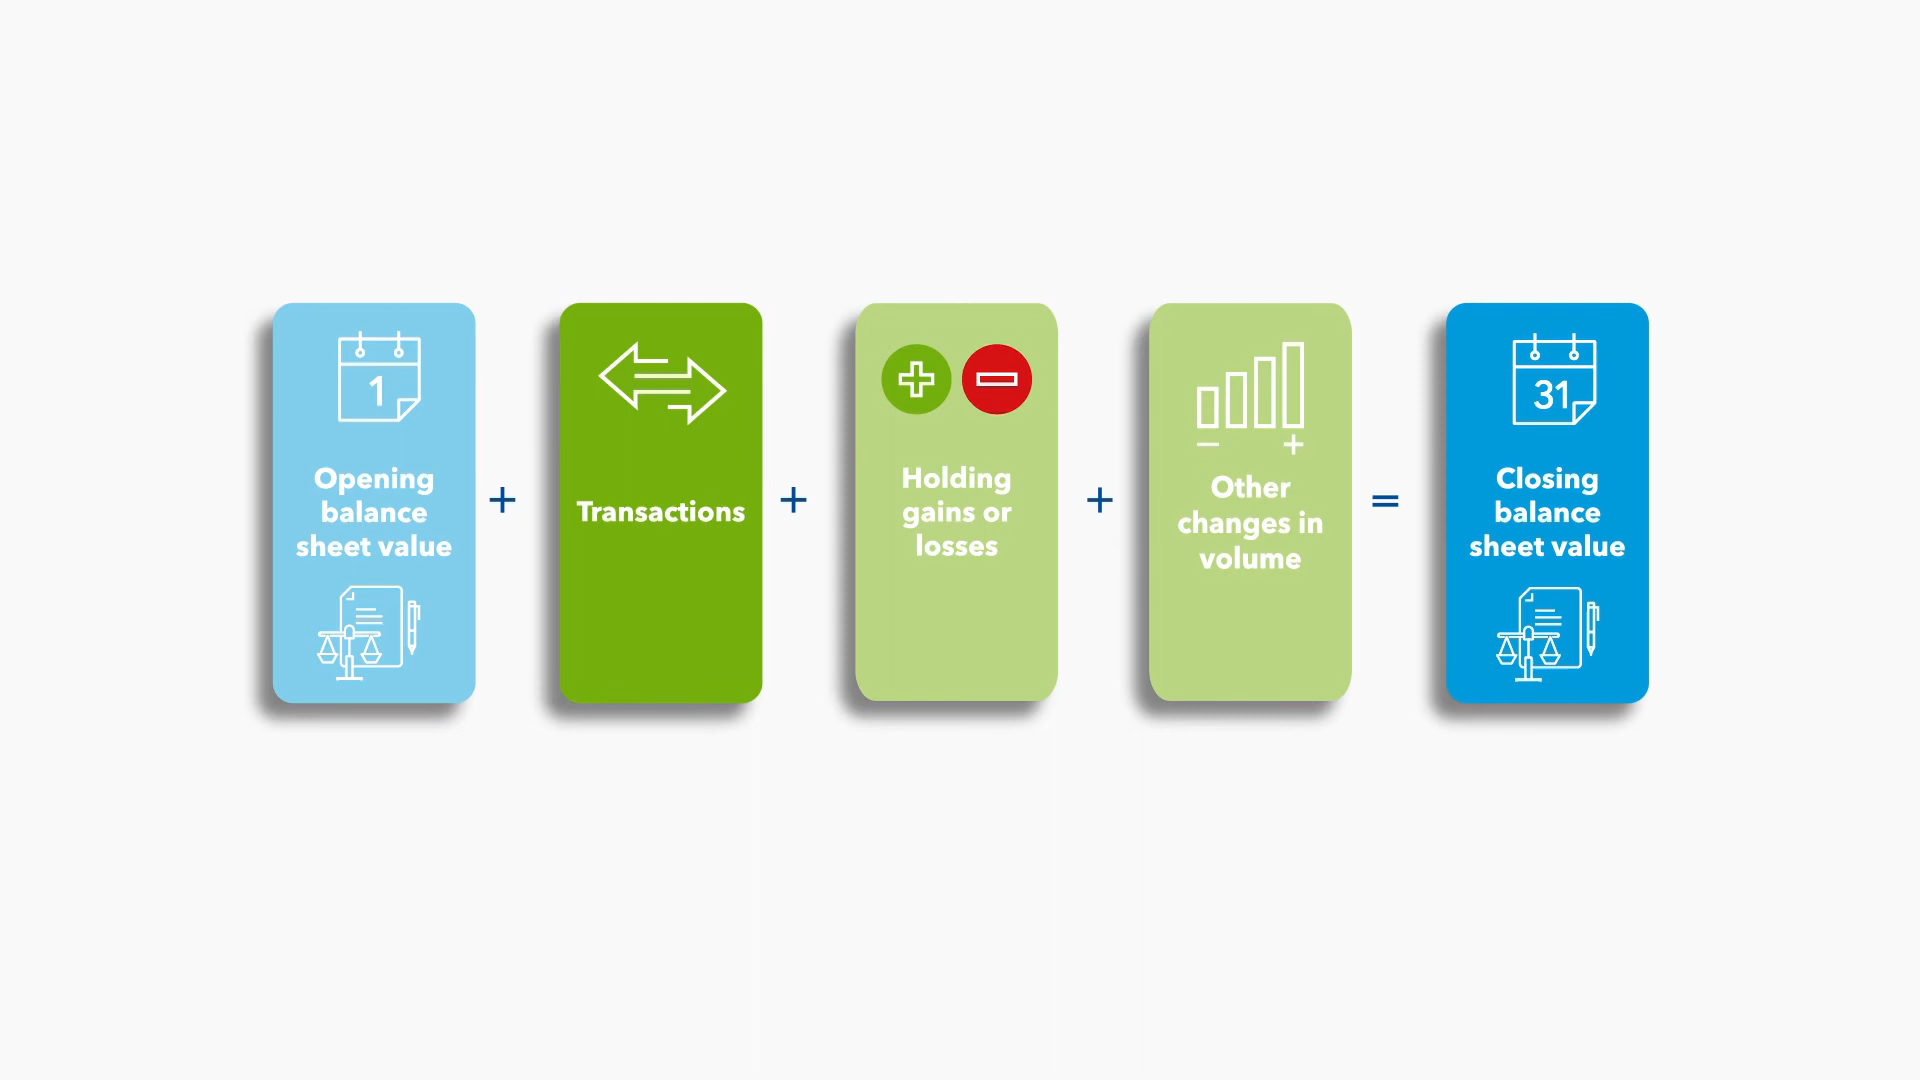 1
Opening
balance
sheet value
+
Transactions
+
Holding
gains or
losses
+
Other
changes in
volume
=
31
Closing
balance
sheet value